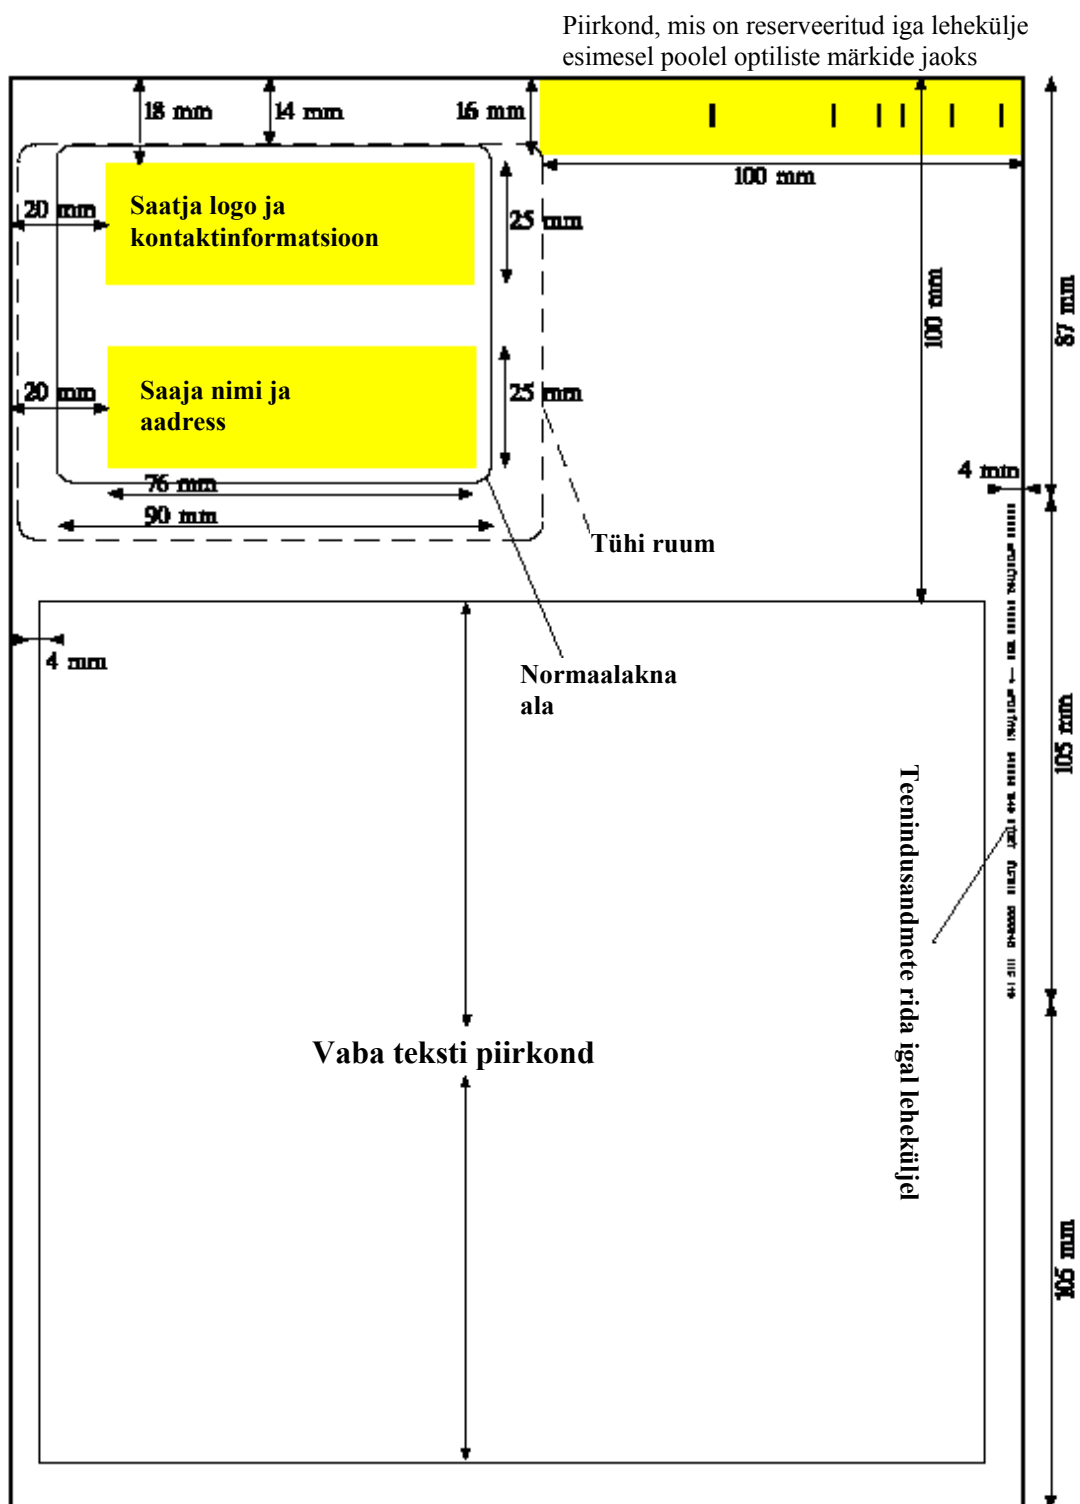 Piirkond, mis on reserveeritud iga lehekülje
esimesel poolel optiliste märkide jaoks
18 mm
14 mm
16 mm
100 mm
20 mm
Saatja logo ja
kontaktinformatsioon
25 mm
100 mm
87 mm
20 mm
Saaja nimi ja
aadress
25 mm
76 mm
90 mm
4 mm
Tühi ruum
4 mm
Normaalakna
ala
105 mm
Teenindusandmete rida igal leheküljel
Vaba teksti piirkond
105 mm